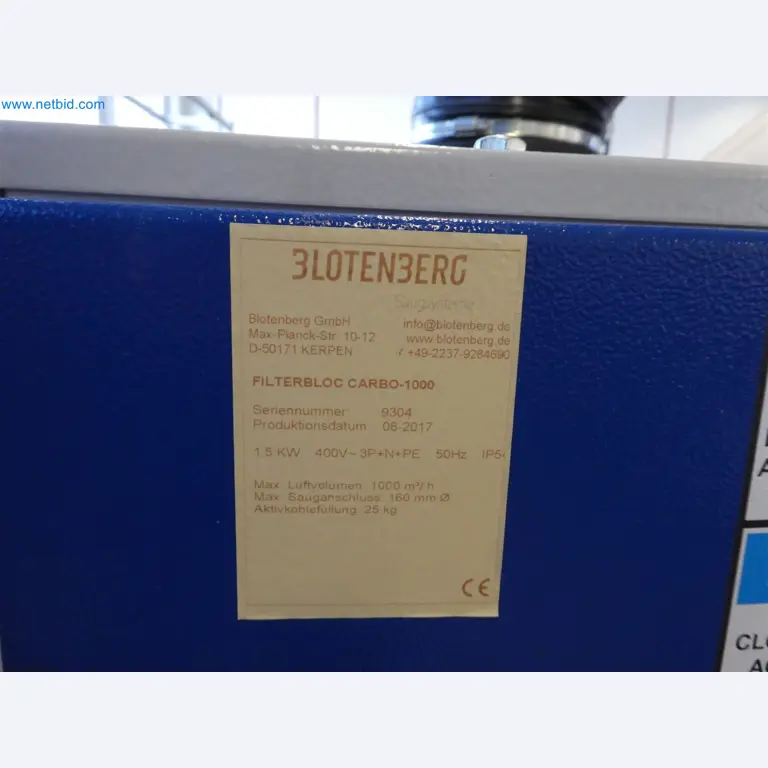 www.netbid.com
BLOTENBERG
Saugsysteme
Blotenberg GmbH info@blotenberg.de
Max-Planck-Str. 10-12 www.blotenberg.de
D-50171 KERPEN +49-2237-9284690
FILTERBLOC CARBO-1000
Seriennummer 9304
Produktionsdatum 06-2017
1.5 KW 400V~3P+N+PE 50Hz
Max. Luftvolumen: 1000 m³/h
Max. Sauganschluss: 160 mm Ø
Aktivkohlefüllung: 25 kg
CE